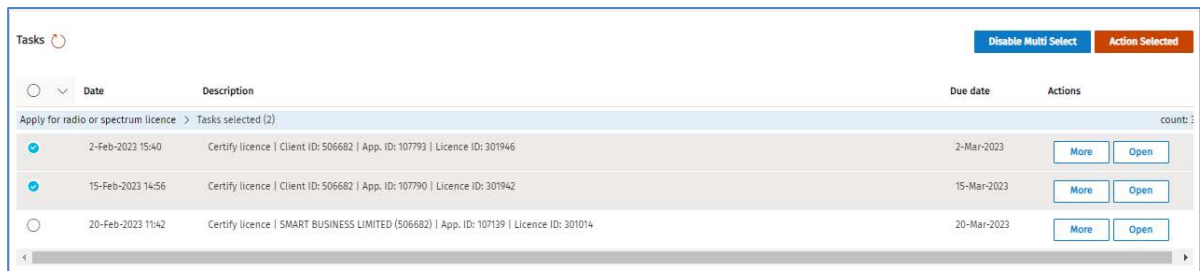 Tasks
Disable Multi Select
Action Selected
Date Description Due date Actions
Apply for radio or spectrum licence > Tasks selected (2) count:
2-Feb-2023 15:40 Certify licence | Client ID: 506682 | App. ID: 107793 | Licence ID: 301946 2-Mar-2023 More Open
15-Feb-2023 14:56 Certify licence | Client ID: 506682 | App. ID: 107790 | Licence ID: 301942 15-Mar-2023 More Open
20-Feb-2023 11:42 Certify licence | SMART BUSINESS LIMITED (506682) | App. ID: 107139 | Licence ID: 301014 20-Mar-2023 More Open